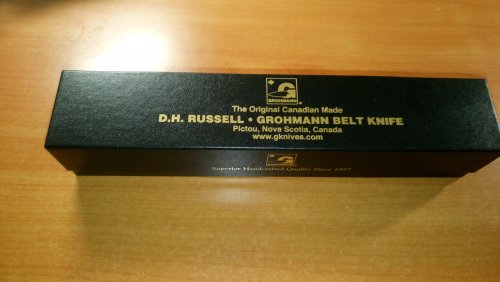 GROHMANN
The Original Canadian Made
D.H. RUSSELL • GROHMANN BELT KNIFE
Pictou, Nova Scotia, Canada
www.gknives.com
Superior Handcrafted Quality Since 1957